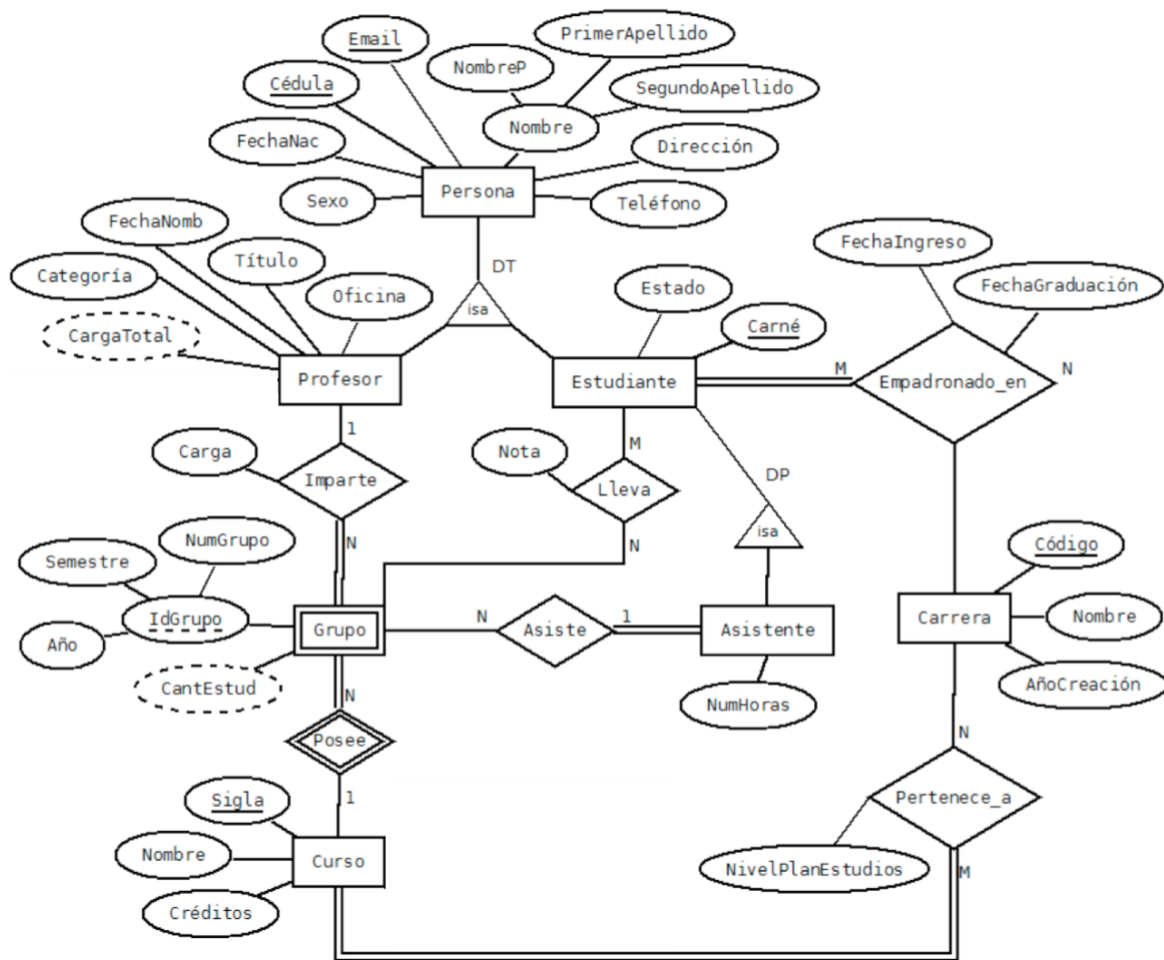 PrimerApellido
Email
NombreP
SegundoApellido
Cédula
Nombre
FechaNac
Dirección
Persona
Sexo
Teléfono
FechaNomb
FechaIngreso
Título
DT
Categoría
Estado
FechaGraduación
Oficina
isa
CargaTotal
Carné
Profesor
Estudiante
M
Empadronado_en
N
1
M
Carga
Nota
Imparte
DP
Lleva
isa
NumGrupo
N
N
Código
Semestre
IdGrupo
N
1
Nombre
Grupo
Asiste
Asistente
Carrera
Año
CantEstud
AñoCreación
N
NumHoras
Posee
N
Sigla
1
Pertenece_a
Nombre
Curso
NivelPlanEstudios
M
Créditos